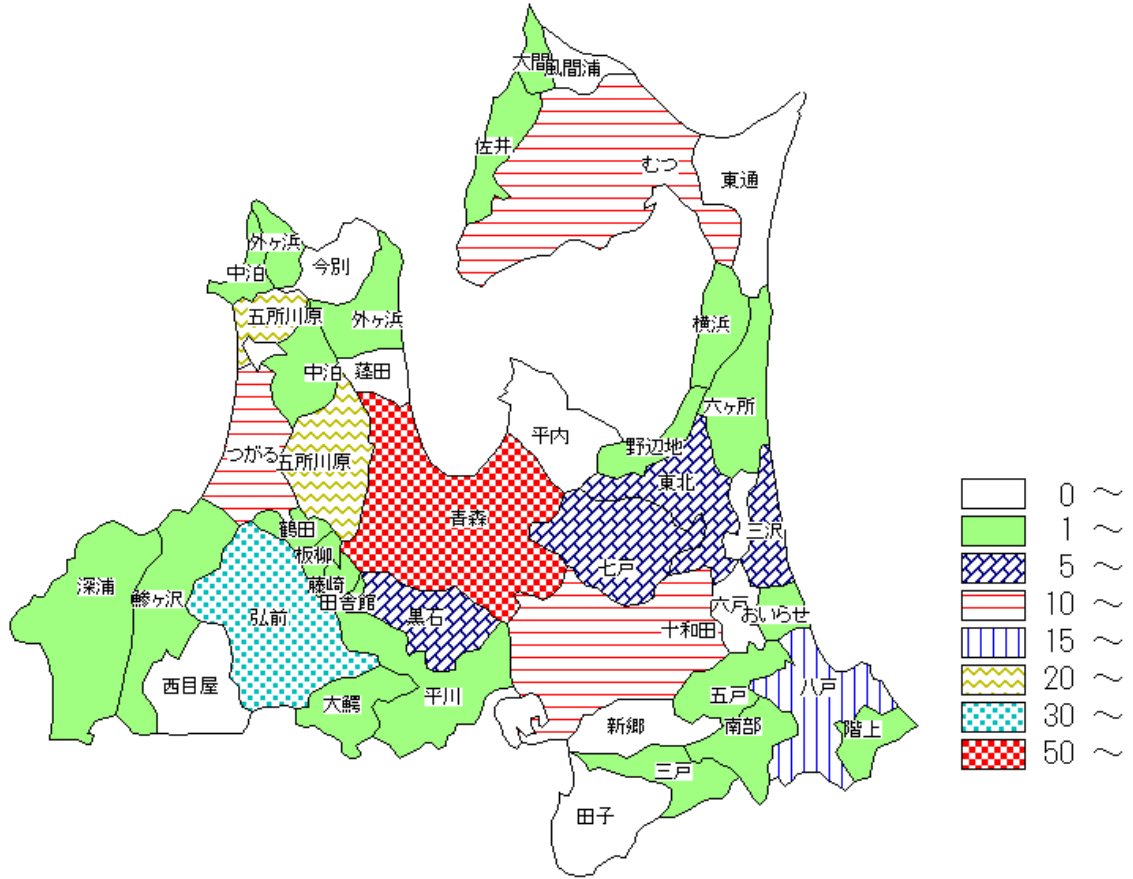 大間
風間浦
佐井
むつ
東通
外ヶ浜
今別
中泊
五所川原
外ヶ浜
横浜
中泊
蓬田
六ヶ所
平内
野辺地
つがる
五所川原
東北
青森
三沢
鶴田
板柳
七戸
深浦
鰺ヶ沢
藤崎
田舎館
弘前
黒石
六戸
おいらせ
十和田
西目屋
平川
大鰐
五戸
八戸
新郷
南部
階上
三戸
田子
0 ～
1 ～
5 ～
10 ～
15 ～
20 ～
30 ～
50 ～